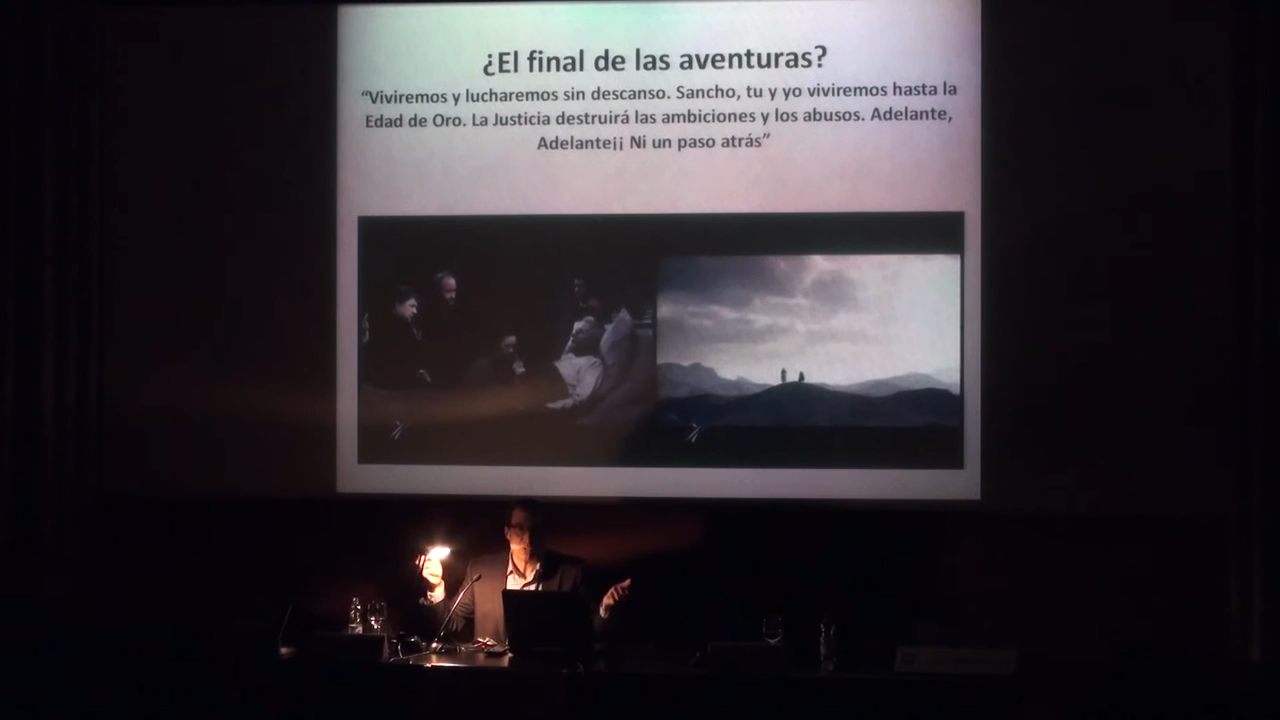 ¿El final de las aventuras?
“Viviremos y lucharemos sin descanso. Sancho, tu y yo viviremos hasta la
Edad de Oro. La Justicia destruirá las ambiciones y los abusos. Adelante,
Adelante¡¡ Ni un paso atrás”